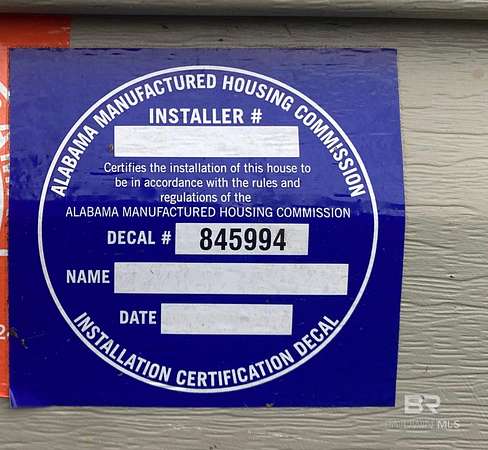 ALABAMA MANUFACTURED HOUSING COMMISSION
INSTALLER #
Certifies the installation of this house to
be in accordance with the rules and
regulations of the
ALABAMA MANUFACTURED HOUSING COMMISSION
DECAL # 845994
NAME
DATE
INSTALLATION CERTIFICATION DECAL
BR
MLS